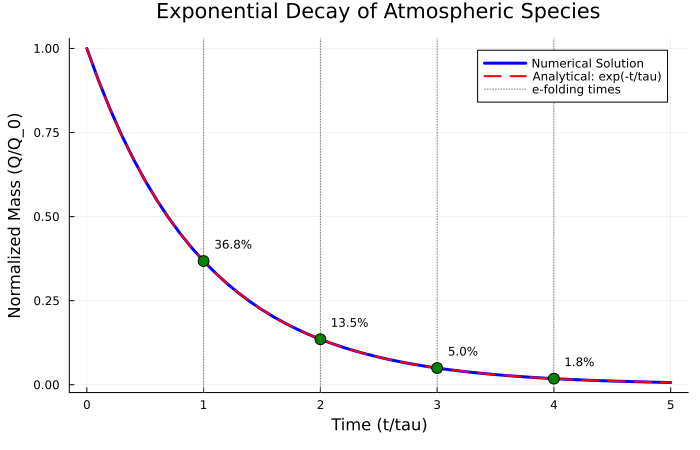 Exponential Decay of Atmospheric Species
Normalized Mass (Q/Q_0)
1.00
0.75
0.50
0.25
0.00
Numerical Solution
Analytical: exp(-t/tau)
e-folding times
36.8%
13.5%
5.0%
1.8%
0
1
2
3
4
5
Time (t/tau)